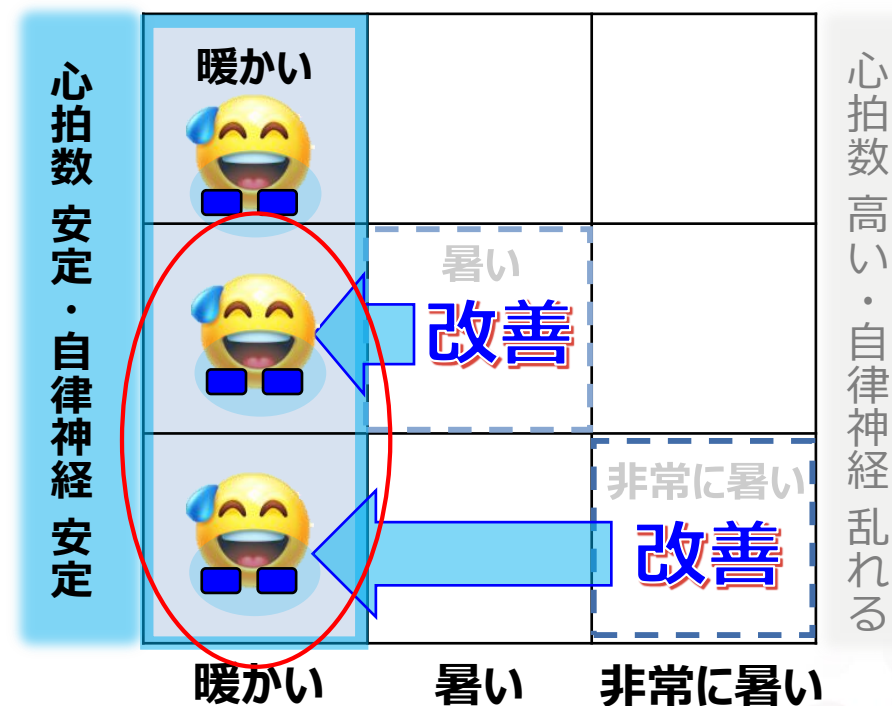 心拍数 安定・自律神経 安定
暖かい
暑い
改善
非常に暑い
改善
心拍数 高い・自律神経 乱れる
暖かい
暑い
非常に暑い